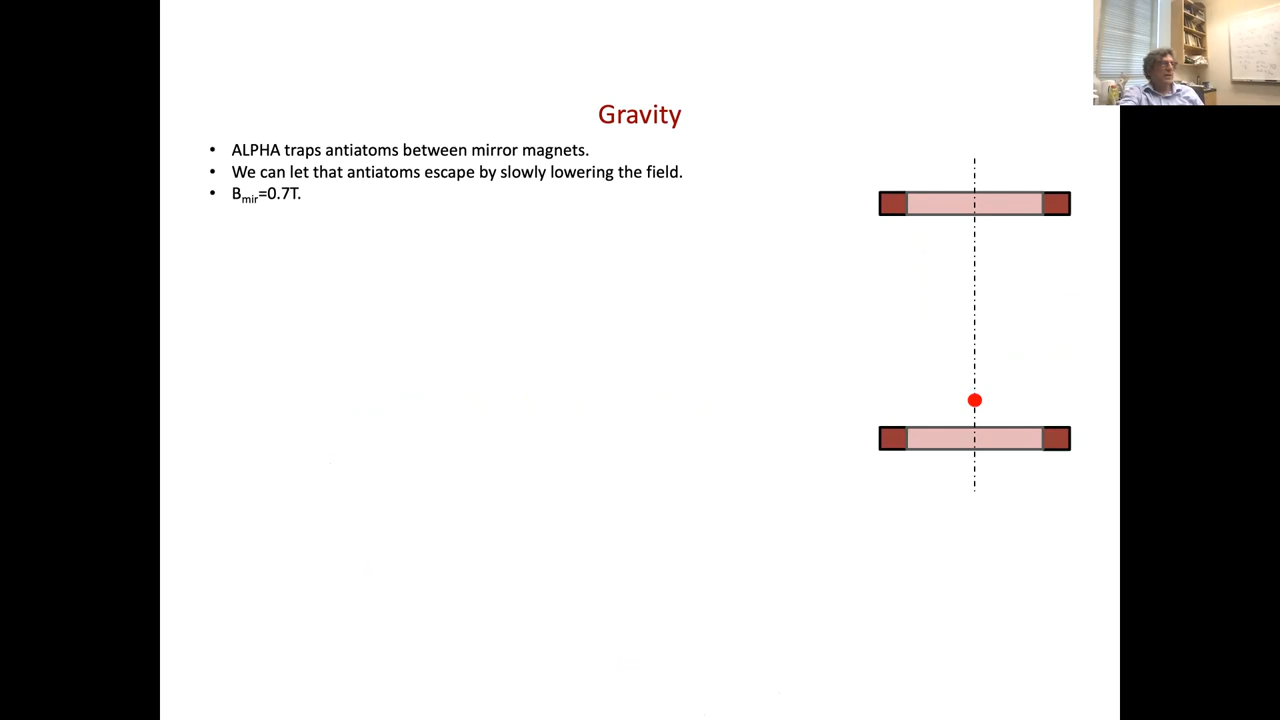 Gravity
• ALPHA traps antiatoms between mirror magnets.
• We can let that antiatoms escape by slowly lowering the field.
• Bmir=0.7T.